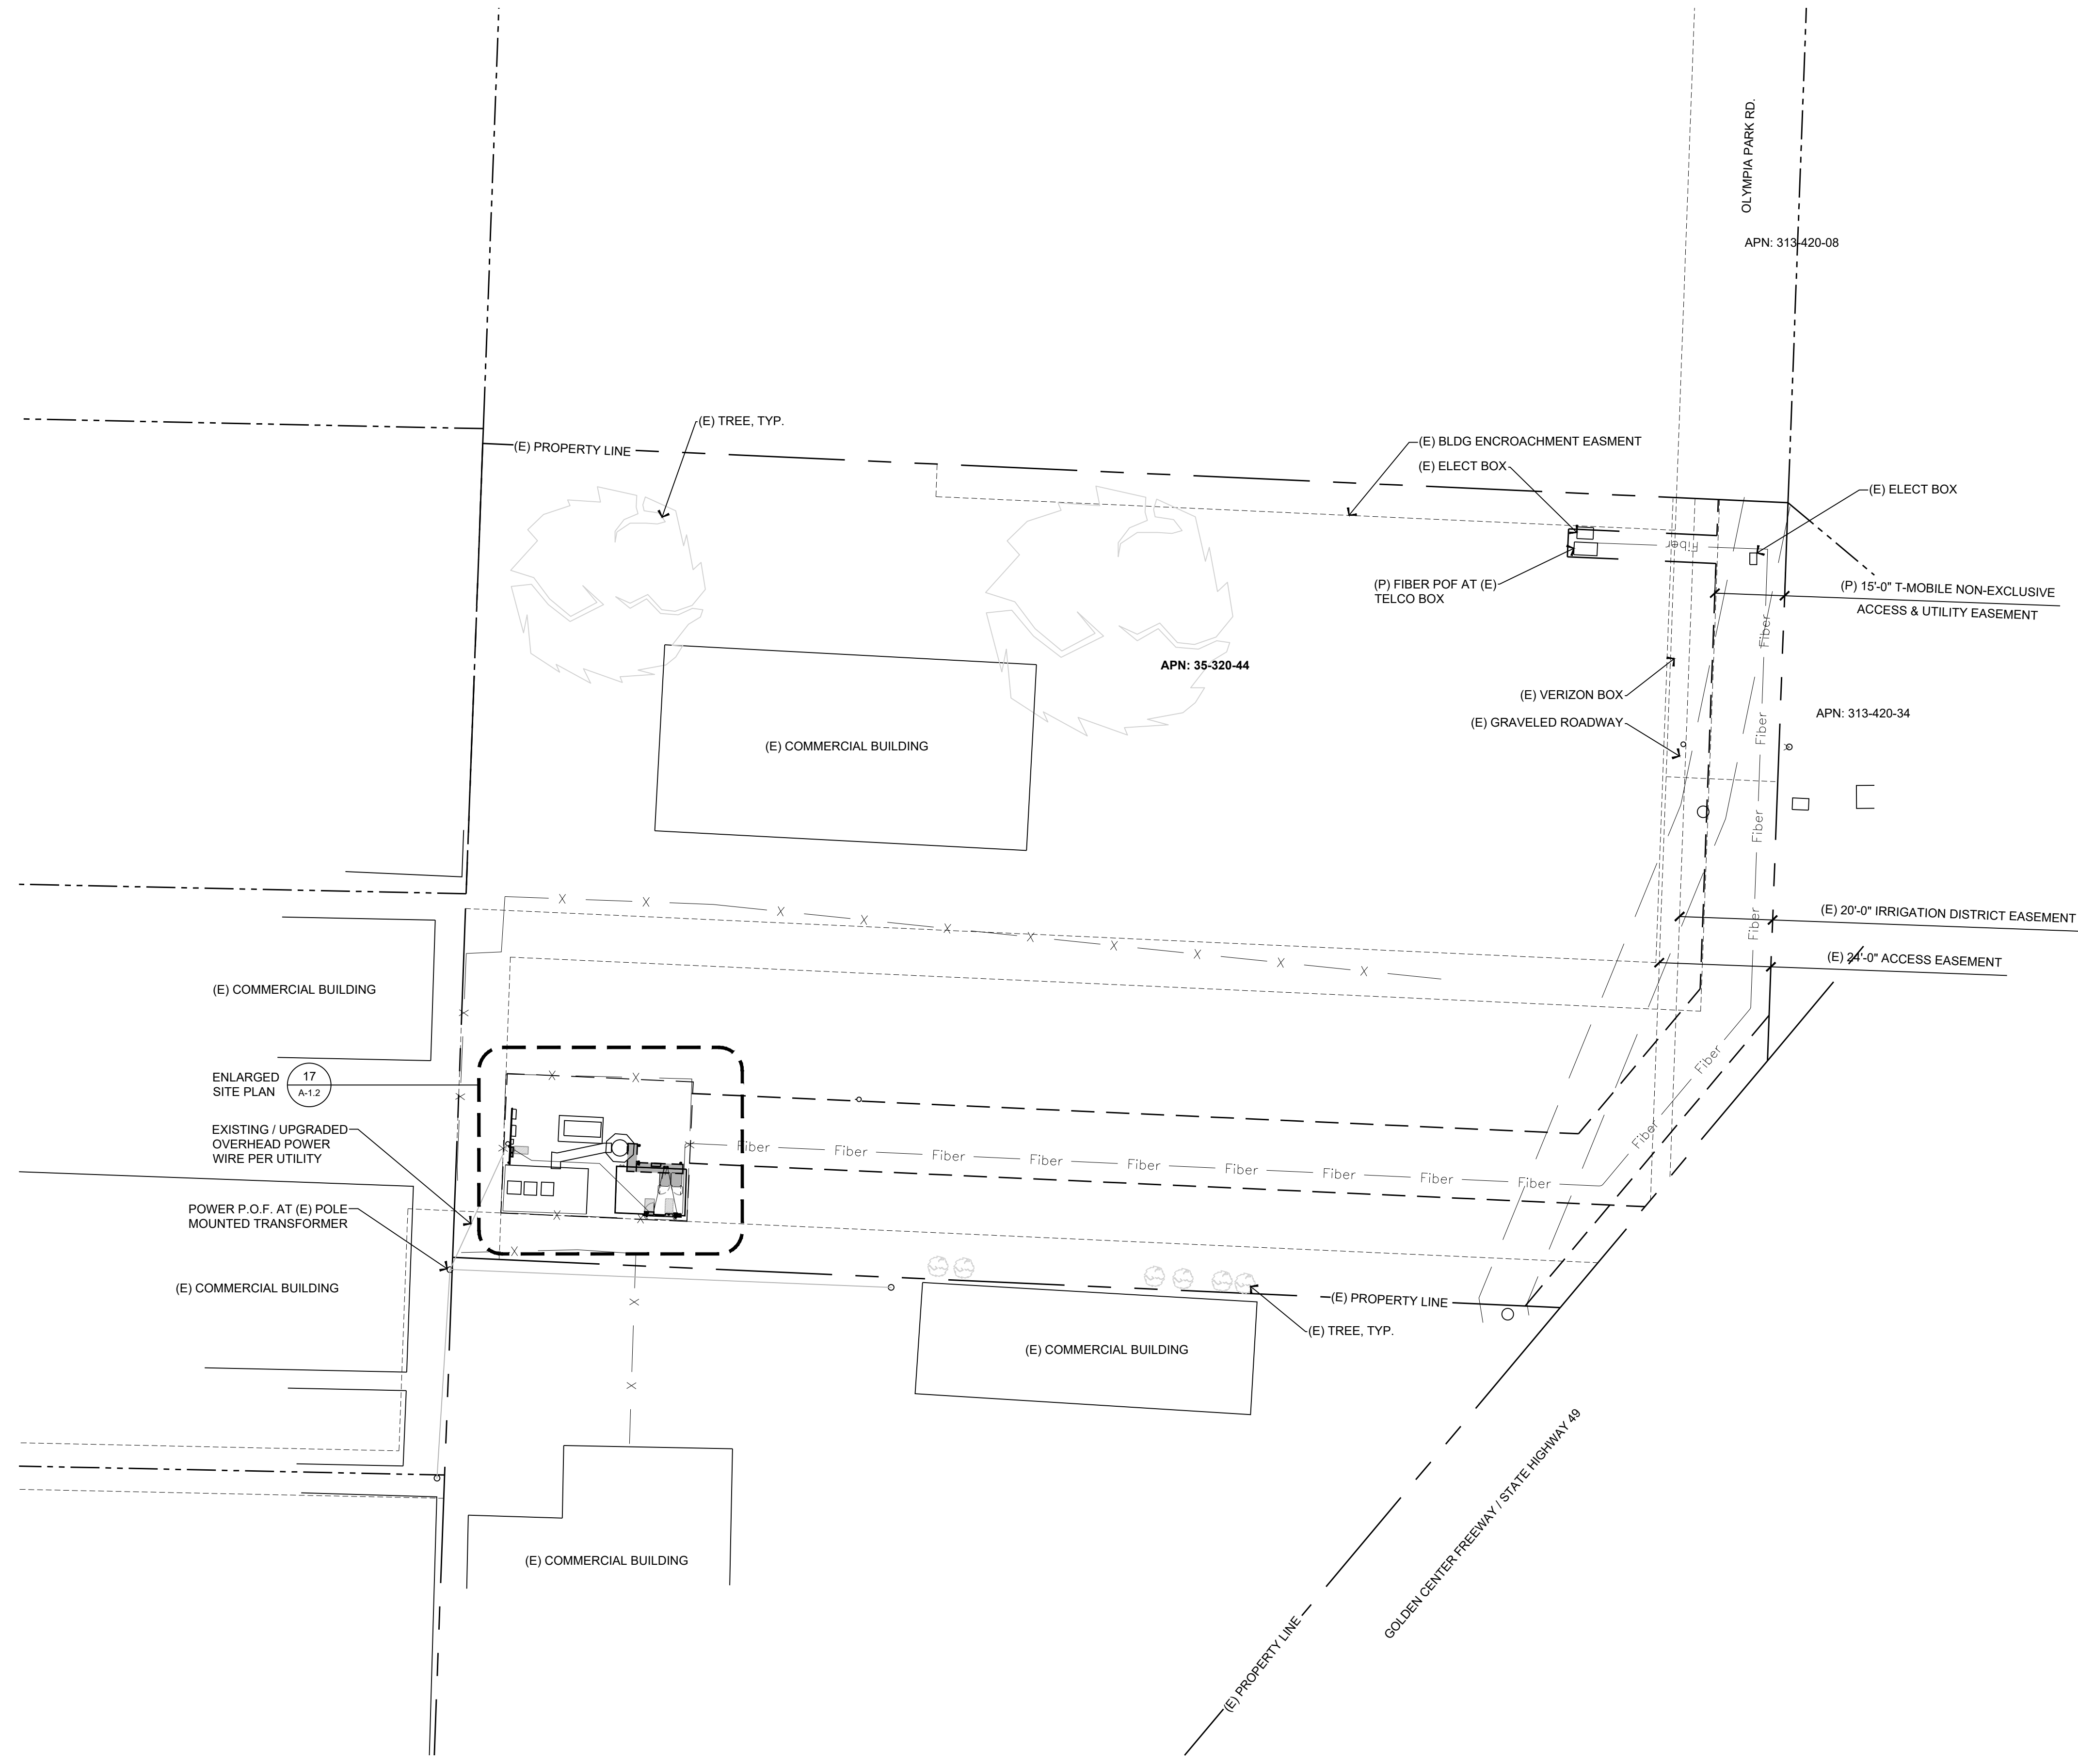 OLYMPIA PARK RD.
APN: 313-420-08
(E) TREE, TYP.
(E) PROPERTY LINE
(E) BLDG ENCROACHMENT EASMENT
(E) ELECT BOX
(E) ELECT BOX
Fiber
(P) FIBER POF AT (E)
TELCO BOX
(P) 15'-0" T-MOBILE NON-EXCLUSIVE
ACCESS & UTILITY EASEMENT
Fiber
APN: 35-320-44
(E) VERIZON BOX
(E) GRAVELED ROADWAY
APN: 313-420-34
Fiber
(E) COMMERCIAL BUILDING
Fiber
X X X X X X X X X X
Fiber
(E) 20'-0" IRRIGATION DISTRICT EASEMENT
(E) 24'-0" ACCESS EASEMENT
(E) COMMERCIAL BUILDING
X
Fiber
ENLARGED
SITE PLAN
17
A-1.2
X X
X
EXISTING / UPGRADED
OVERHEAD POWER
WIRE PER UTILITY
X X
Fiber Fiber Fiber Fiber Fiber Fiber Fiber Fiber Fiber
Fiber
POWER P.O.F. AT (E) POLE
MOUNTED TRANSFORMER
X X
X
(E) COMMERCIAL BUILDING
X
(E) PROPERTY LINE
(E) TREE, TYP.
(E) COMMERCIAL BUILDING
X
(E) COMMERCIAL BUILDING
GOLDEN CENTER FREEWAY / STATE HIGHWAY 49
(E) PROPERTY LINE